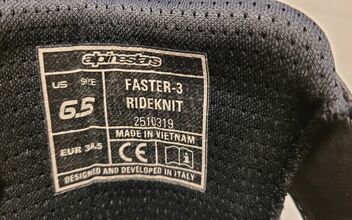 alpinestars
US SIZE
6.5
EUR 38.5
FASTER-3
RIDEKNIT
2510319
MADE IN VIETNAM
CE
DESIGNED AND DEVELOPED IN ITALY